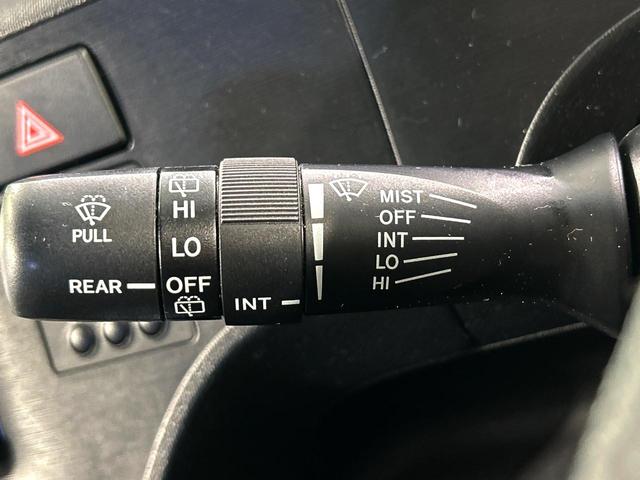 PULL
REAR
HI
LO
OFF
INT
MIST
OFF
INT
LO
HI